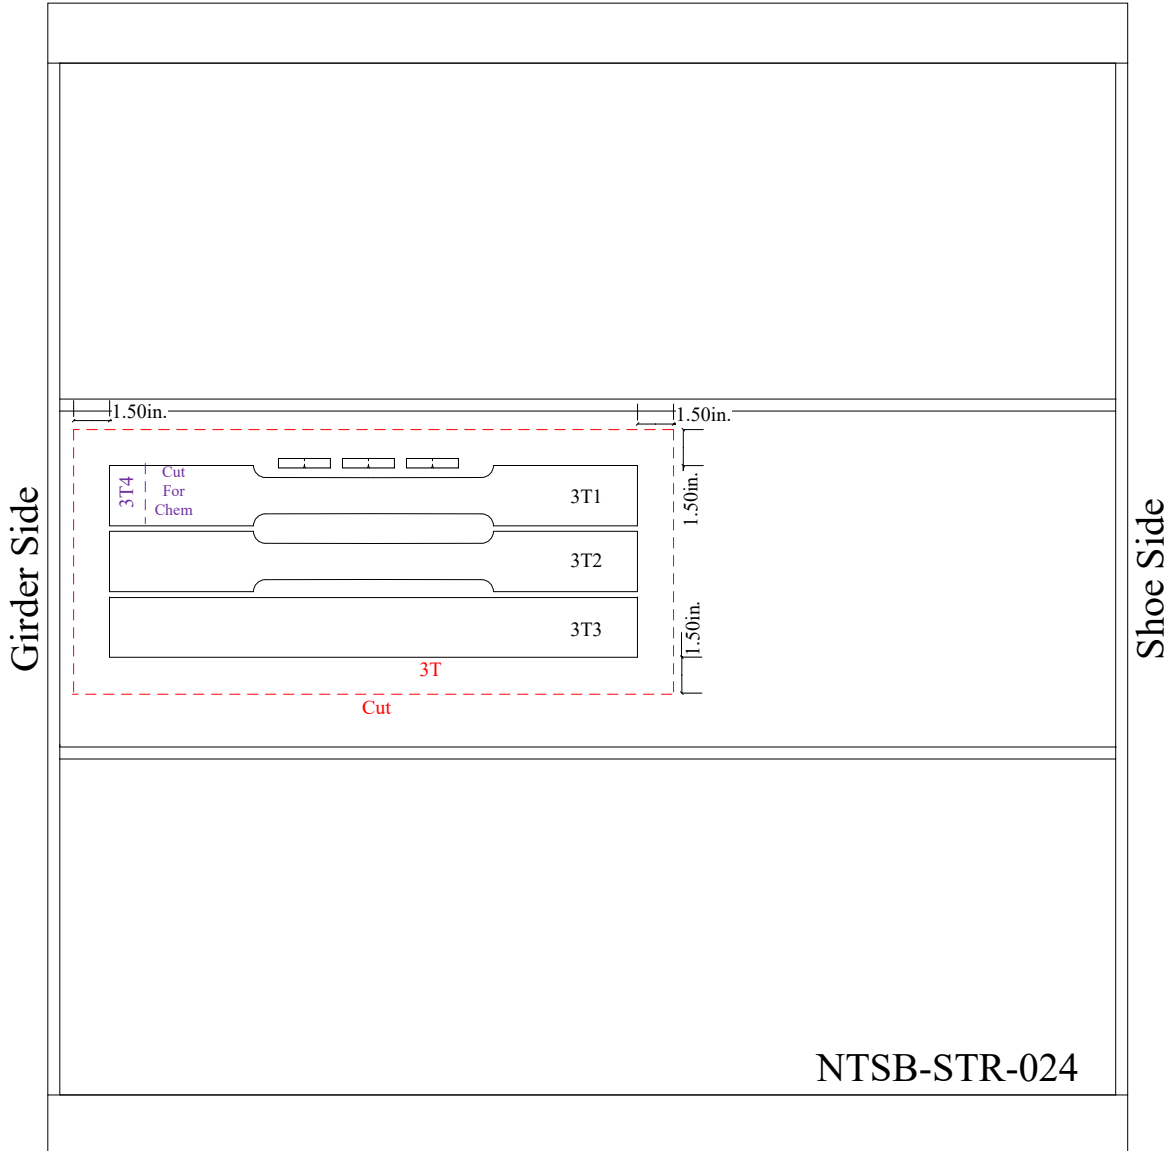 1.50in.
1.50in.
3T4
Cut
For
Chem
3T1
1.50in.
Girder Side
Shoe Side
3T2
3T3
1.50in.
3T
Cut
NTSB-STR-024